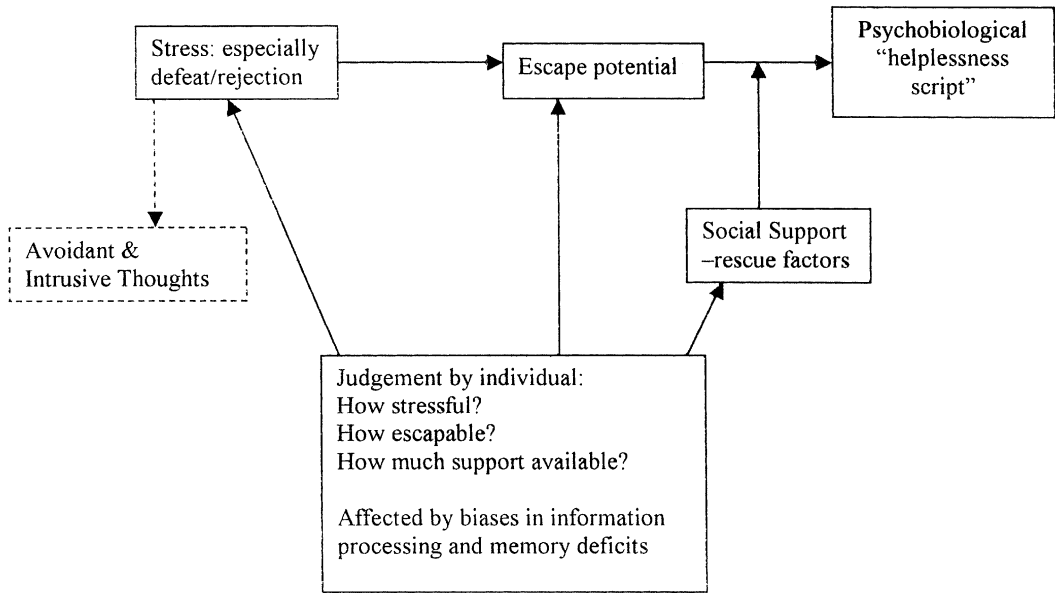 Stress: especially
defeat/rejection
Escape potential
Psychobiological
“helplessness
script”
Avoidant &
Intrusive Thoughts
Social Support
–rescue factors
Judgement by individual:
How stressful?
How escapable?
How much support available?
Affected by biases in information
processing and memory deficits